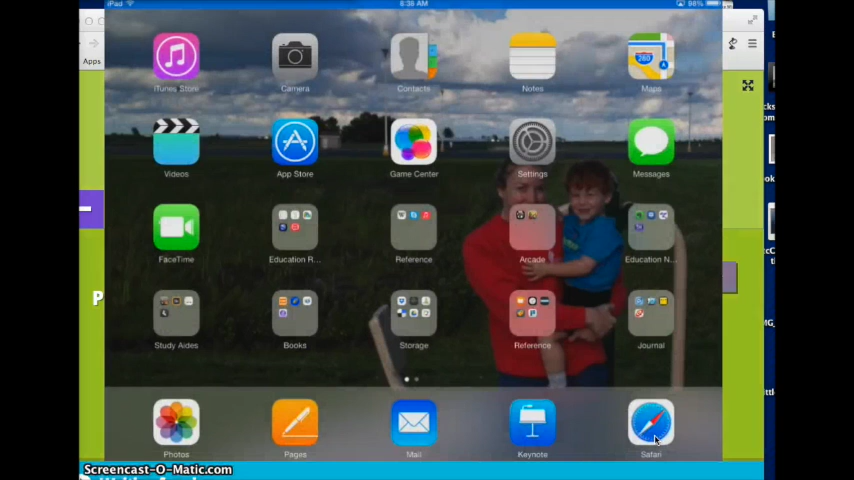 iPad 6:36 AM 98%
Apps
iTunes Store Camera Contacts Notes Maps
280
Videos App Store Game Center Settings Messages
FaceTime Education R... Reference Arcade Education N...
Study Aides Books Storage Reference Journal
Photos Pages Mail Keynote Safari
Screencast-O-Matic.com